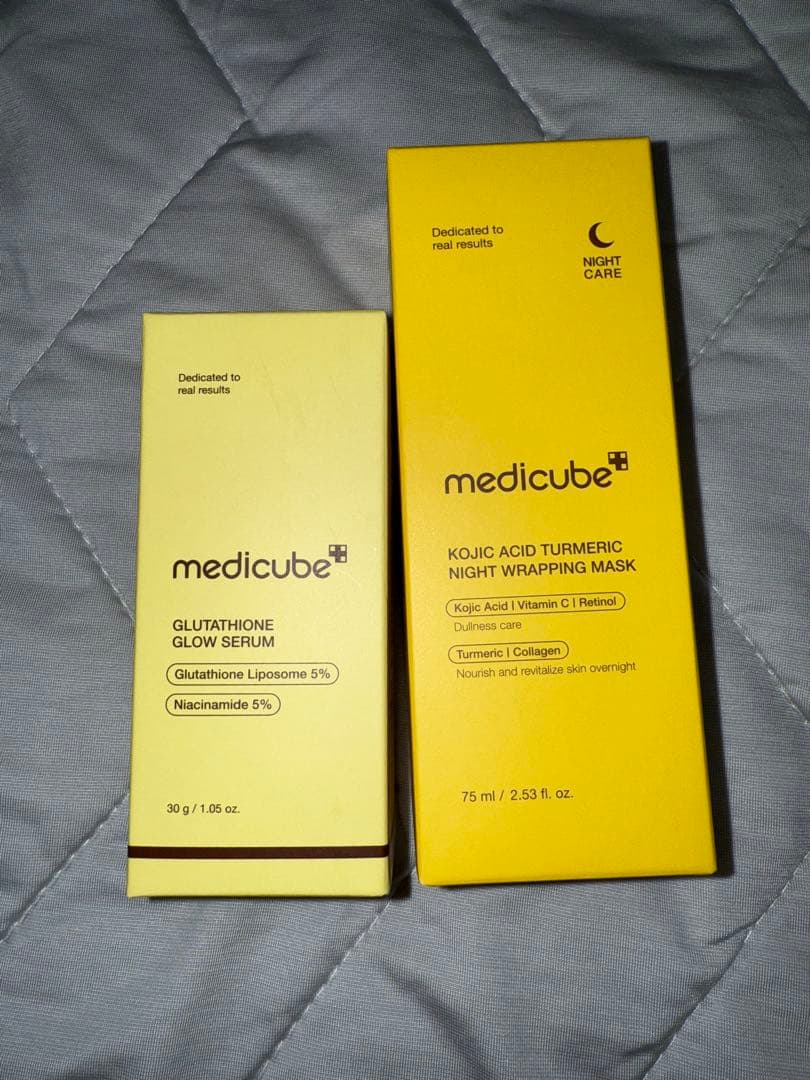 Dedicated to
real results
medicube
GLUTATHIONE
GLOW SERUM
Glutathione Liposome 5%
Niacinamide 5%
30 g / 1.05 oz.
Dedicated to
real results
NIGHT
CARE
medicube
KOJIC ACID TURMERIC
NIGHT WRAPPING MASK
Kojic Acid | Vitamin C | Retinol
Dullness care
Turmeric | Collagen
Nourish and revitalize skin overnight
75 ml / 2.53 fl. oz.